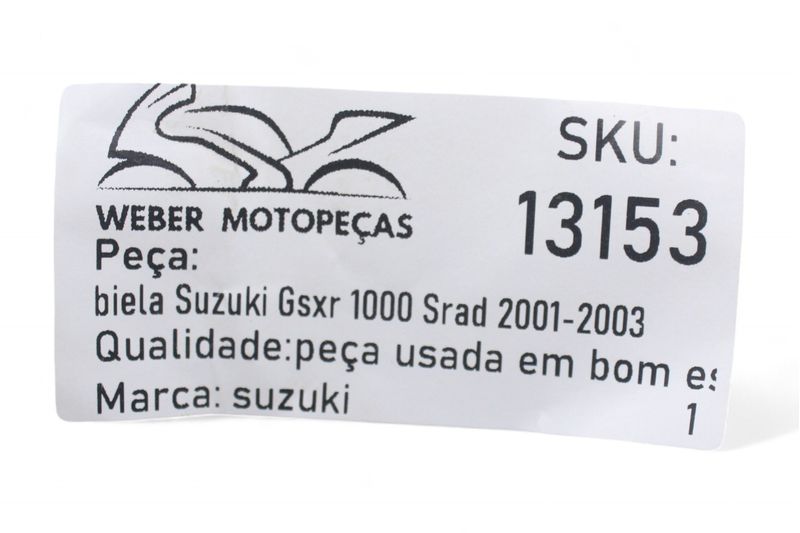 WEBER MOTOPEÇAS
SKU:
13153
Peça:
biela Suzuki Gsxr 1000 Srad 2001-2003
Qualidade:peça usada em bom es
Marca: suzuki
1